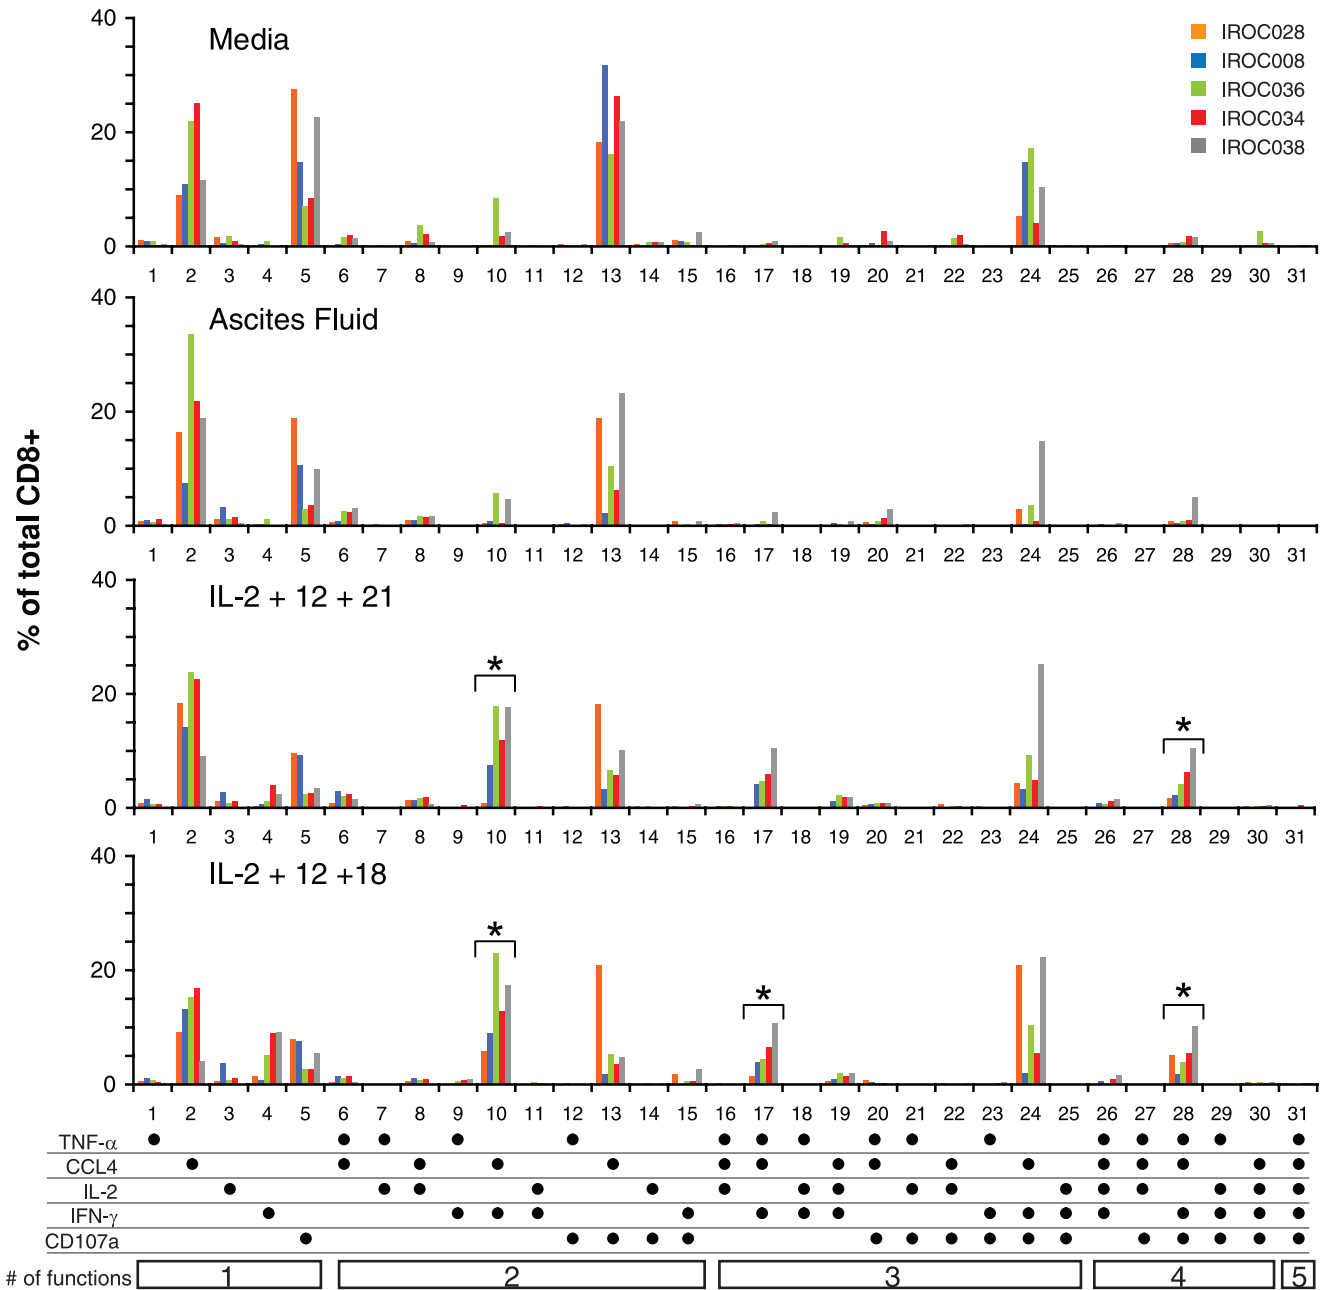 % of total CD8+
Media
IROC028
IROC008
IROC036
IROC034
IROC038
40
20
0
1 2 3 4 5 6 7 8 9 10 11 12 13 14 15 16 17 18 19 20 21 22 23 24 25 26 27 28 29 30 31
Ascites Fluid
40
20
0
1 2 3 4 5 6 7 8 9 10 11 12 13 14 15 16 17 18 19 20 21 22 23 24 25 26 27 28 29 30 31
IL-2 + 12 + 21
40
20
0
* *
1 2 3 4 5 6 7 8 9 10 11 12 13 14 15 16 17 18 19 20 21 22 23 24 25 26 27 28 29 30 31
IL-2 + 12 +18
40
20
0
* * *
1 2 3 4 5 6 7 8 9 10 11 12 13 14 15 16 17 18 19 20 21 22 23 24 25 26 27 28 29 30 31
TNF-α
CCL4
IL-2
IFN-γ
CD107a
# of functions 1 2 3 4 5